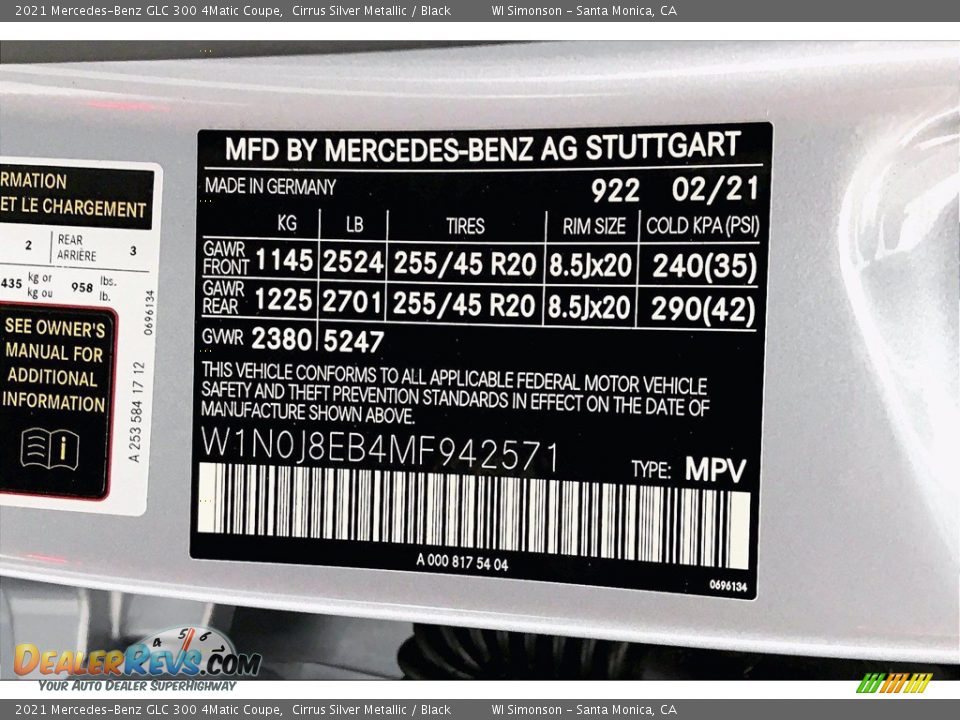 2021 Mercedes-Benz GLC 300 4Matic Coupe, Cirrus Silver Metallic / Black WI Simonson - Santa Monica, CA
RMATION
ET LE CHARGEMENT
2 REAR ARRIÈRE 3
435 kg or kg ou 958 lbs. lb.
SEE OWNER'S
MANUAL FOR
ADDITIONAL
INFORMATION
i
0696134
A 253 584 17 12
MFD BY MERCEDES-BENZ AG STUTTGART
MADE IN GERMANY 922 02/21
KG LB TIRES RIM SIZE COLD KPA (PSI)
GAWR FRONT 1145 2524 255/45 R20 8.5Jx20 240(35)
GAWR REAR 1225 2701 255/45 R20 8.5Jx20 290(42)
GVWR 2380 5247
THIS VEHICLE CONFORMS TO ALL APPLICABLE FEDERAL MOTOR VEHICLE
SAFETY AND THEFT PREVENTION STANDARDS IN EFFECT ON THE DATE OF
MANUFACTURE SHOWN ABOVE.
W1N0J8EB4MF942571
TYPE: MPV
A 000 817 54 04
0696134
4 5 6 7
DEALERREVS.COM
YOUR AUTO DEALER SUPERHIGHWAY
2021 Mercedes-Benz GLC 300 4Matic Coupe, Cirrus Silver Metallic / Black WI Simonson - Santa Monica, CA